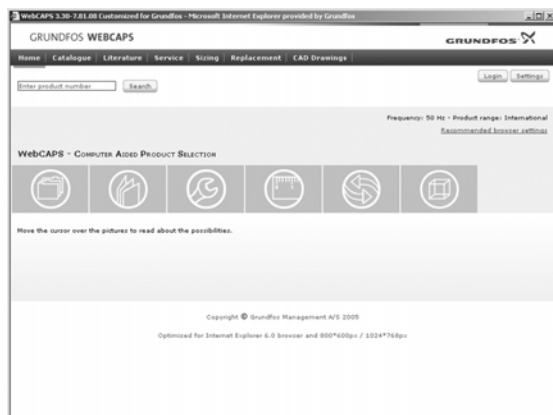 WebCAPS 3.30-7.01.08 Customized for Grundfos - Microsoft Internet Explorer provided by Grundfos
GRUNDFOS WEBCAPS
GRUNDFOS
Home Catalogue Literature Service Sizing Replacement CAD Drawings
Login Settings
Enter product number Search
Frequency: 50 Hz - Product range: International
Recommended browser settings
WebCAPS - Computer Aided Product Selection
Move the cursor over the pictures to read about the possibilities.
Copyright © Grundfos Management A/S 2005
Optimized for Internet Explorer 6.0 browser and 800*600px / 1024*768px